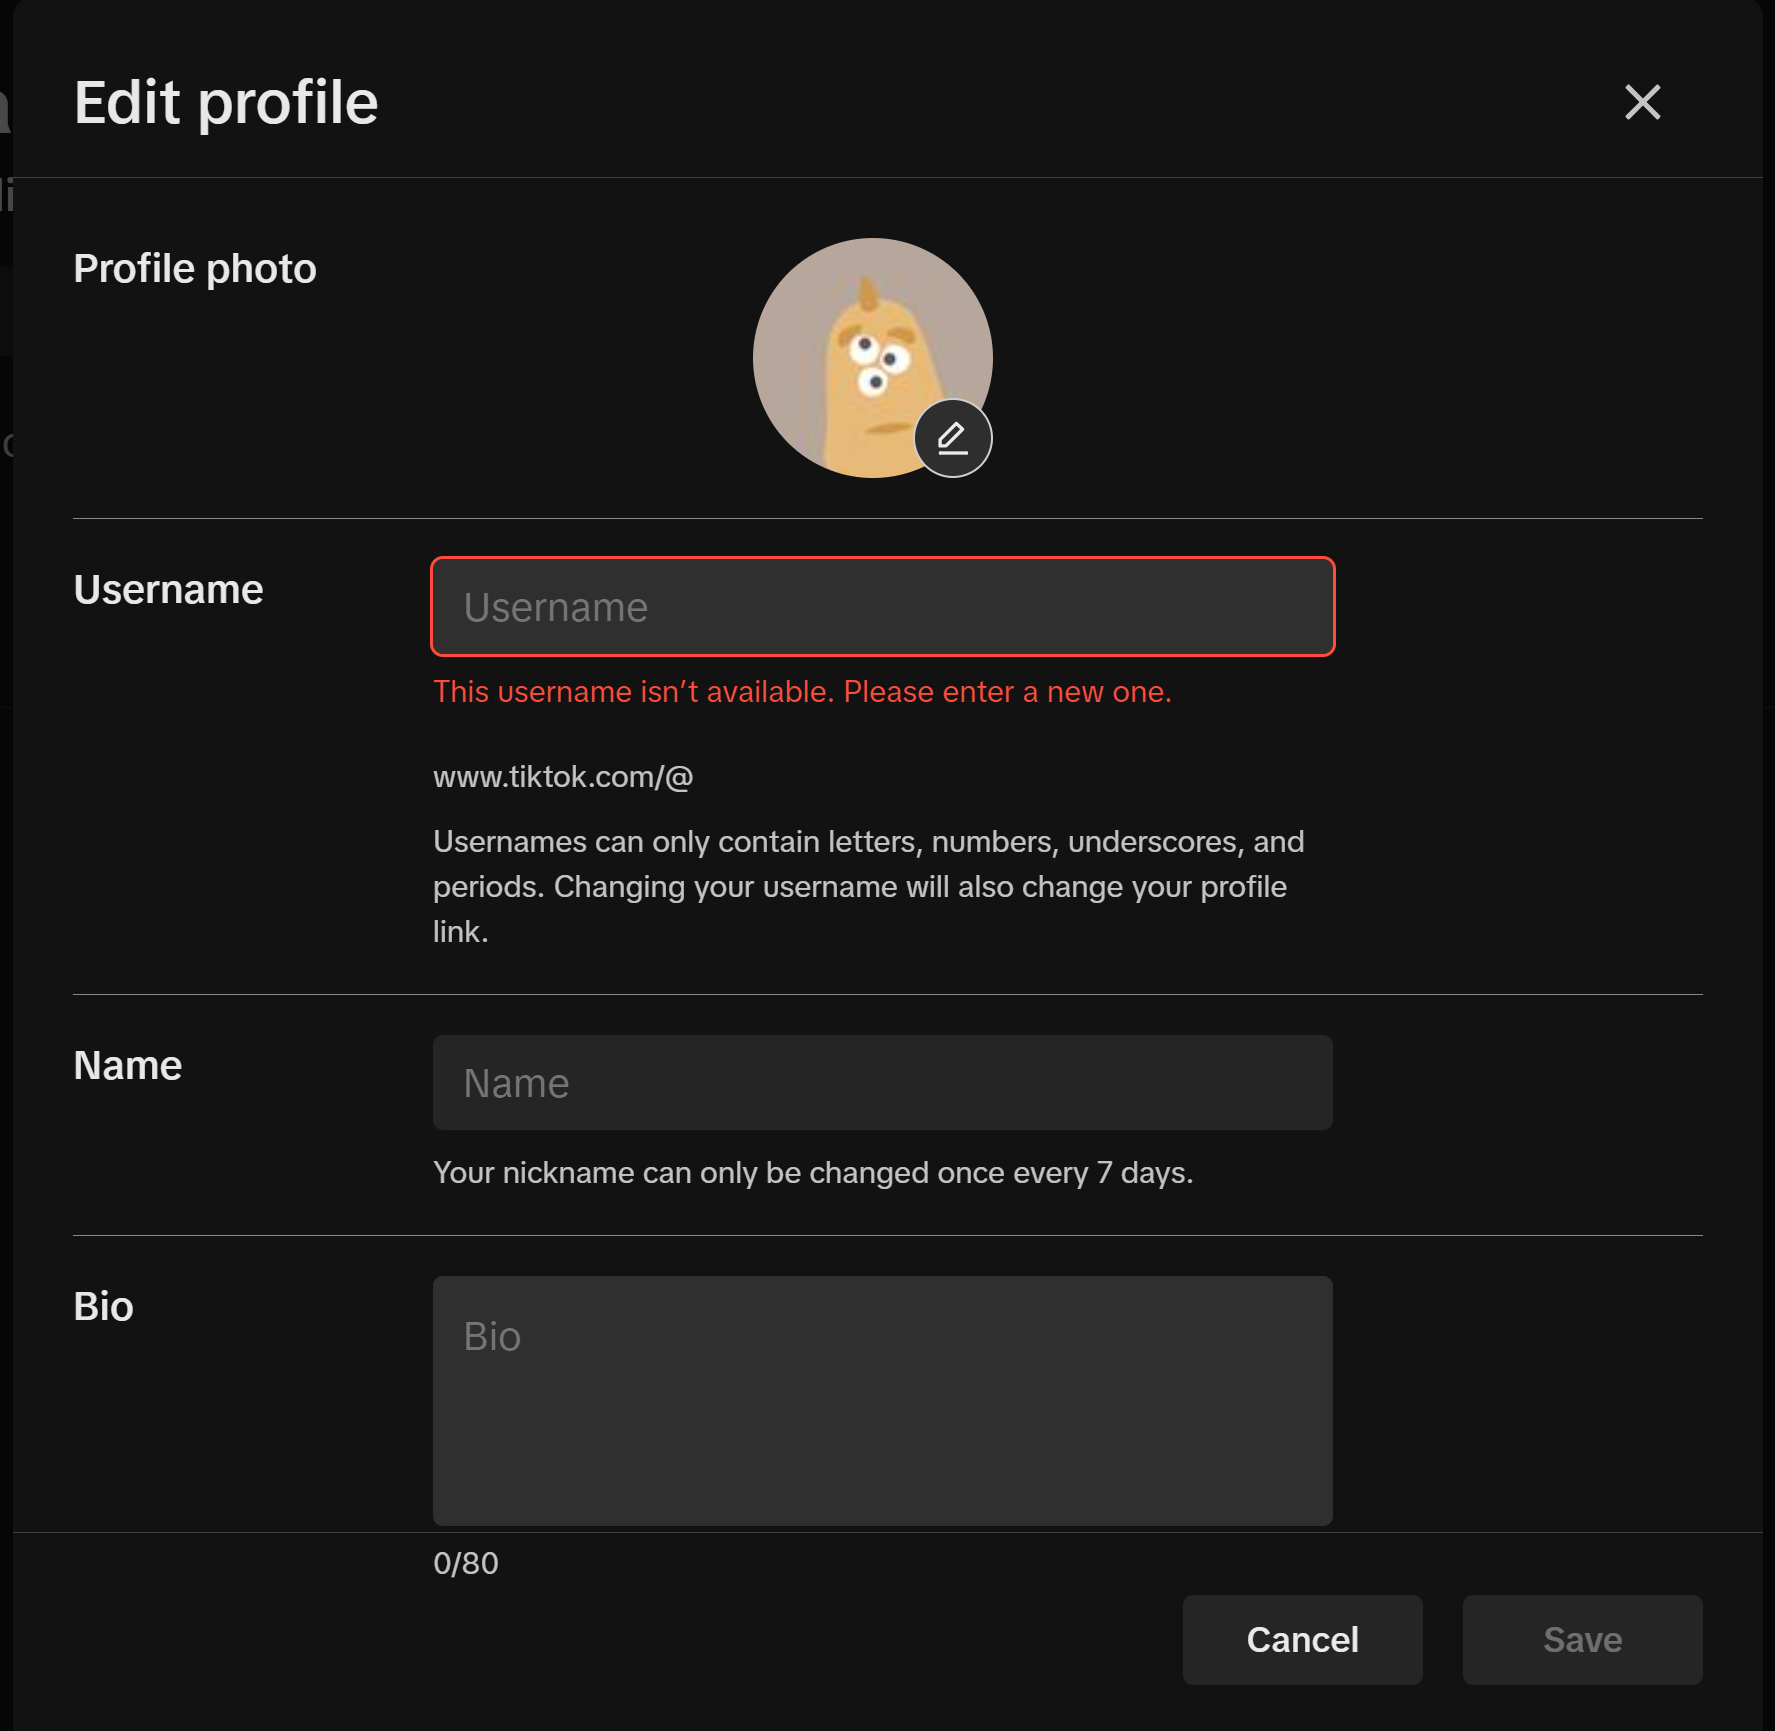 Edit profile
Profile photo
Username
Username
This username isn’t available. Please enter a new one.
www.tiktok.com/@
Usernames can only contain letters, numbers, underscores, and
periods. Changing your username will also change your profile
link.
Name
Name
Your nickname can only be changed once every 7 days.
Bio
Bio
0/80
Cancel
Save